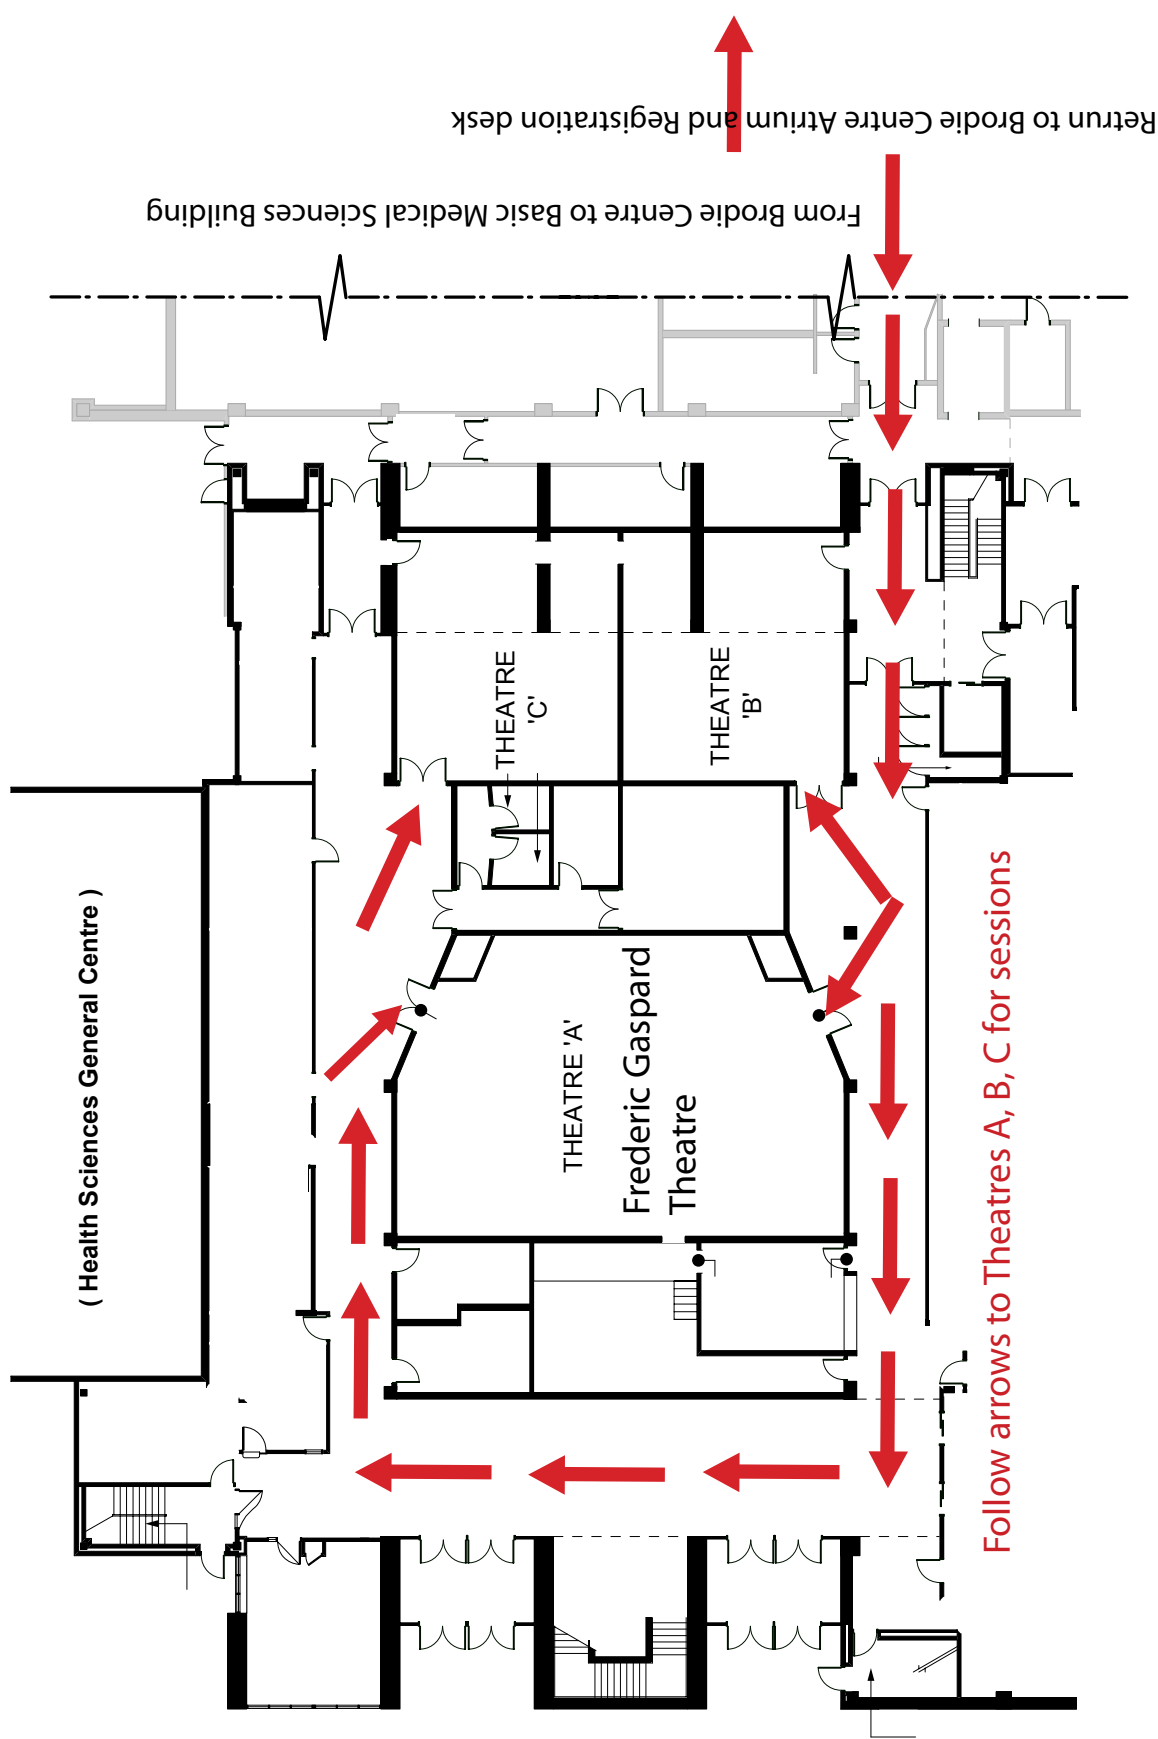 Retrun to Brodie Centre Atrium and Registration desk
From Brodie Centre to Basic Medical Sciences Building
THEATRE
'C'
THEATRE
'B'
( Health Sciences General Centre )
THEATRE 'A'
Frederic Gaspard
Theatre
Follow arrows to Theatres A, B, C for sessions